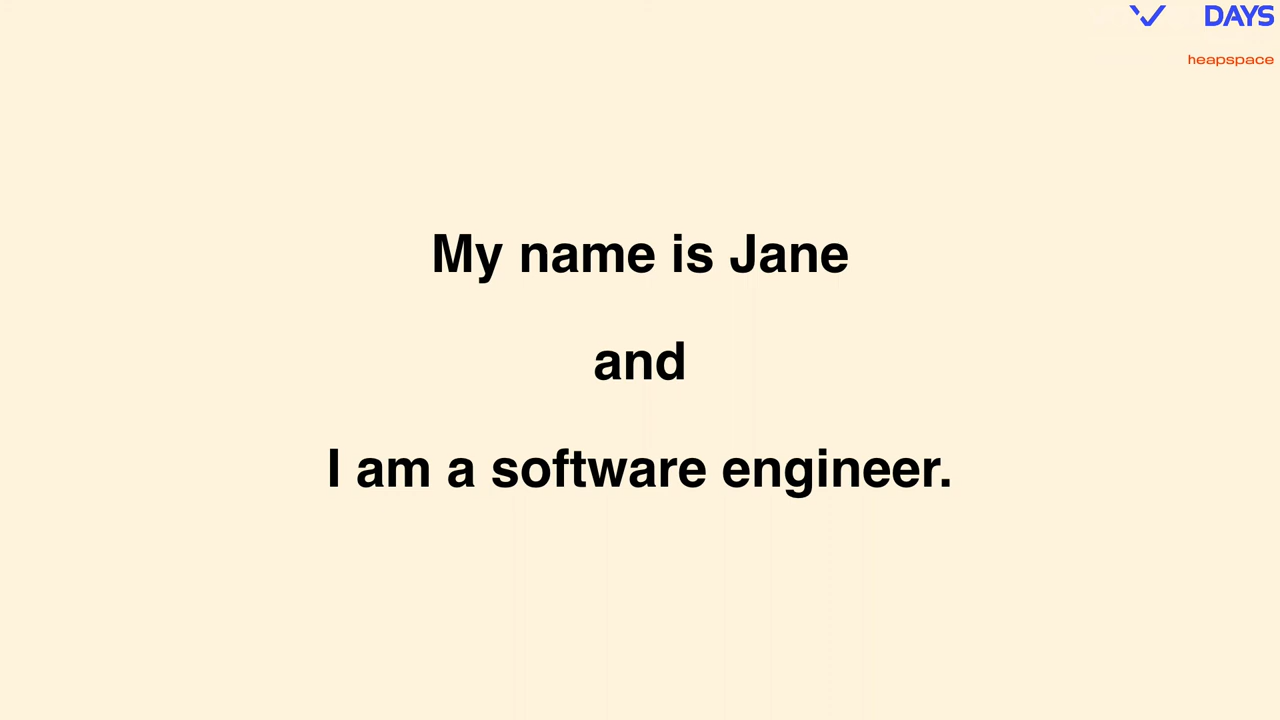 DAYS
heapspace
My name is Jane
and
I am a software engineer.